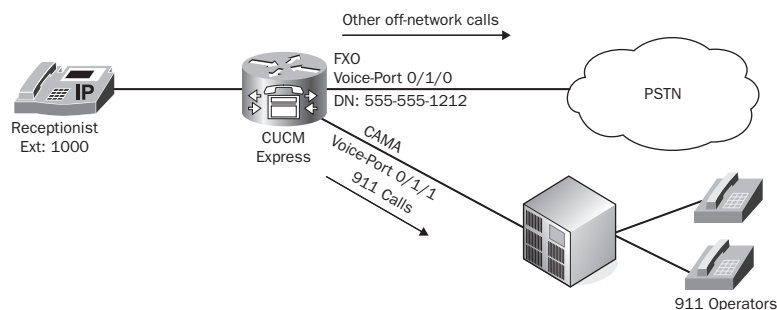 Other off-network calls
FXO
Voice-Port 0/1/0
DN: 555-555-1212
PSTN
IP
Receptionist
Ext: 1000
CUCM
Express
CAMA
Voice-Port 0/1/1
911 Calls
911 Operators